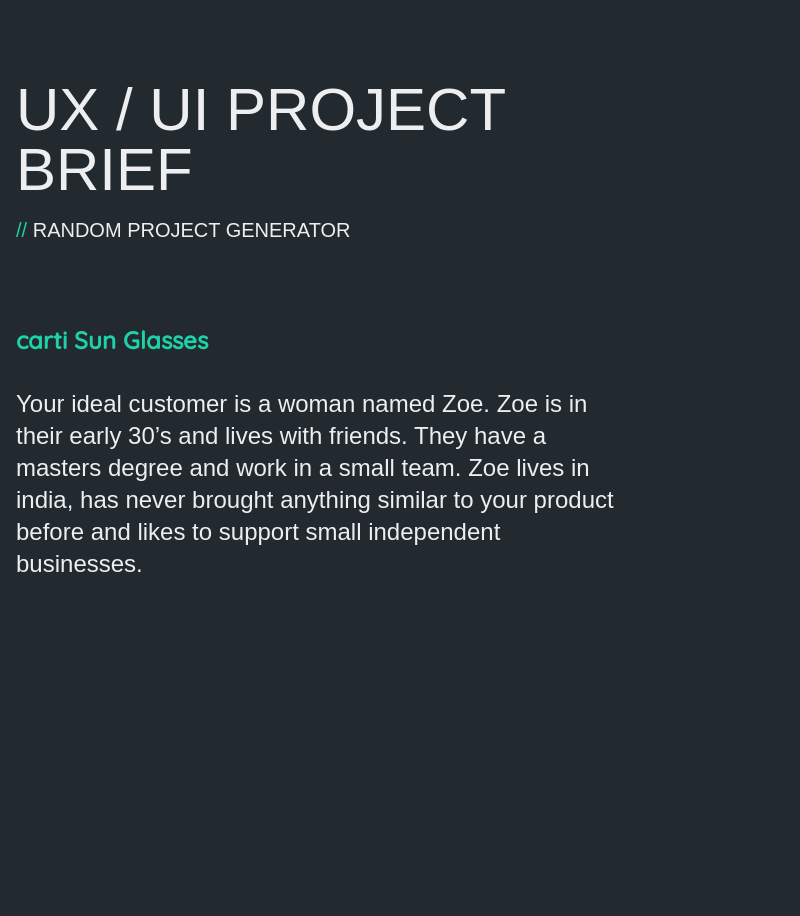 UX / UI PROJECT
BRIEF
// RANDOM PROJECT GENERATOR
carti Sun Glasses
Your ideal customer is a woman named Zoe. Zoe is in
their early 30’s and lives with friends. They have a
masters degree and work in a small team. Zoe lives in
india, has never brought anything similar to your product
before and likes to support small independent
businesses.